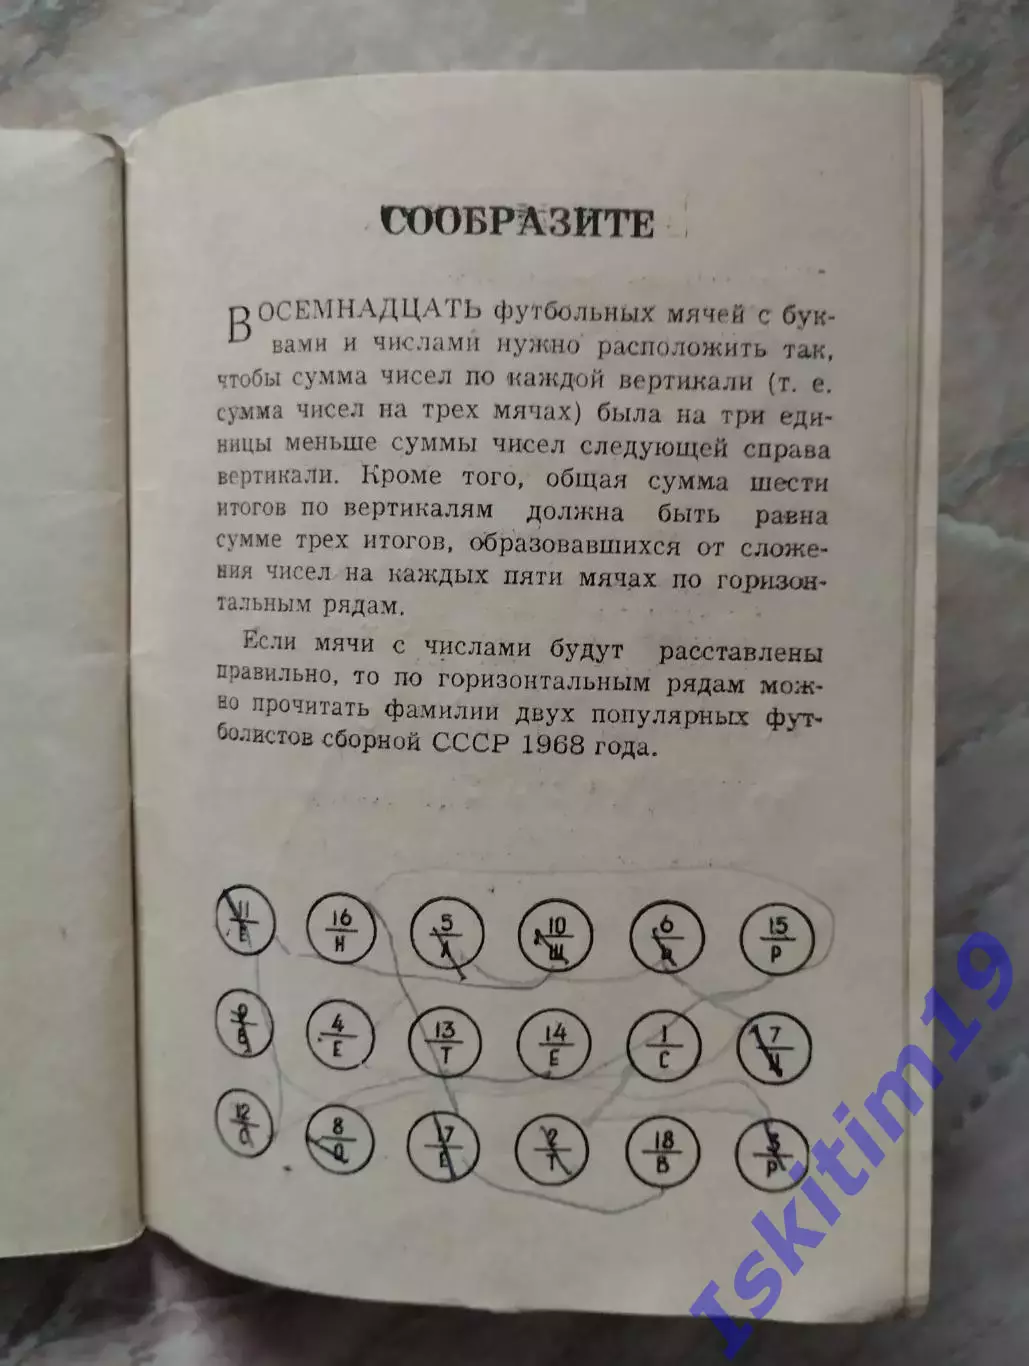 СООБРАЗИТЕ
ВОСЕМНАДЦАТЬ футбольных мячей с бук-
вами и числами нужно расположить так,
чтобы сумма чисел по каждой вертикали (т. е.
сумма чисел на трех мячах) была на три еди-
ницы меньше суммы чисел следующей справа
вертикали. Кроме того, общая сумма шести
итогов по вертикалям должна быть равна
сумме трех итогов, образовавшихся от сложе-
ния чисел на каждых пяти мячах по горизон-
тальным рядам.
Если мячи с числами будут расставлены
правильно, то по горизонтальным рядам мож-
но прочитать фамилии двух популярных фут-
болистов сборной СССР 1968 года.
11 16 5 10 6 15
Н Ш Р
4 13 14 1 7
Е Т Е С
12 8 17 2 18 3
О Е Т В Р
Iskitim19